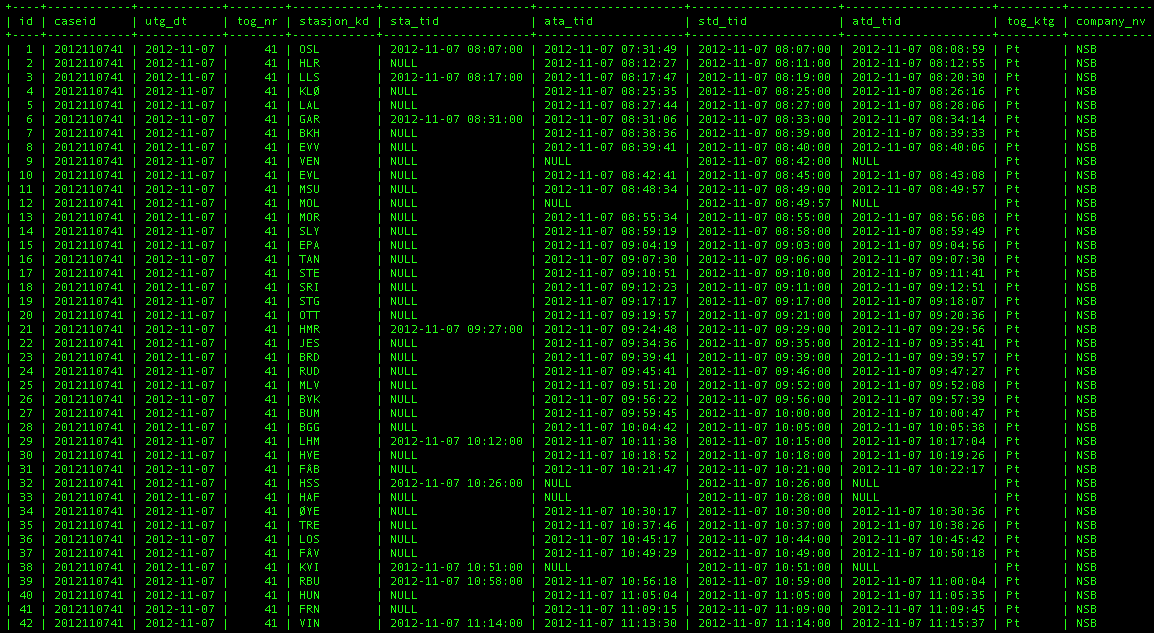 | id | caseid | utg_dt | tog_nr | stasjon_kd | sta_tid | ata_tid | std_tid | atd_tid | tog_ktg | company_nv
| 1 | 2012110741 | 2012-11-07 | 41 | OSL | 2012-11-07 08:07:00 | 2012-11-07 07:31:49 | 2012-11-07 08:07:00 | 2012-11-07 08:08:59 | Pt | NSB
| 2 | 2012110741 | 2012-11-07 | 41 | HLR | NULL | 2012-11-07 08:12:27 | 2012-11-07 08:11:00 | 2012-11-07 08:12:55 | Pt | NSB
| 3 | 2012110741 | 2012-11-07 | 41 | LLS | 2012-11-07 08:17:00 | 2012-11-07 08:17:47 | 2012-11-07 08:19:00 | 2012-11-07 08:20:30 | Pt | NSB
| 4 | 2012110741 | 2012-11-07 | 41 | KLØ | NULL | 2012-11-07 08:25:35 | 2012-11-07 08:25:00 | 2012-11-07 08:26:16 | Pt | NSB
| 5 | 2012110741 | 2012-11-07 | 41 | LAL | NULL | 2012-11-07 08:27:44 | 2012-11-07 08:27:00 | 2012-11-07 08:28:06 | Pt | NSB
| 6 | 2012110741 | 2012-11-07 | 41 | GAR | 2012-11-07 08:31:00 | 2012-11-07 08:31:06 | 2012-11-07 08:33:00 | 2012-11-07 08:34:14 | Pt | NSB
| 7 | 2012110741 | 2012-11-07 | 41 | BKH | NULL | 2012-11-07 08:38:36 | 2012-11-07 08:39:00 | 2012-11-07 08:39:33 | Pt | NSB
| 8 | 2012110741 | 2012-11-07 | 41 | EVV | NULL | 2012-11-07 08:39:41 | 2012-11-07 08:40:00 | 2012-11-07 08:40:06 | Pt | NSB
| 9 | 2012110741 | 2012-11-07 | 41 | VEN | NULL | NULL | 2012-11-07 08:42:00 | NULL | Pt | NSB
| 10 | 2012110741 | 2012-11-07 | 41 | EVL | NULL | 2012-11-07 08:42:41 | 2012-11-07 08:45:00 | 2012-11-07 08:43:08 | Pt | NSB
| 11 | 2012110741 | 2012-11-07 | 41 | MSU | NULL | 2012-11-07 08:48:34 | 2012-11-07 08:49:00 | 2012-11-07 08:49:57 | Pt | NSB
| 12 | 2012110741 | 2012-11-07 | 41 | MOL | NULL | NULL | 2012-11-07 08:49:57 | NULL | Pt | NSB
| 13 | 2012110741 | 2012-11-07 | 41 | MOR | NULL | 2012-11-07 08:55:34 | 2012-11-07 08:55:00 | 2012-11-07 08:56:08 | Pt | NSB
| 14 | 2012110741 | 2012-11-07 | 41 | SLY | NULL | 2012-11-07 08:59:19 | 2012-11-07 08:58:00 | 2012-11-07 08:59:49 | Pt | NSB
| 15 | 2012110741 | 2012-11-07 | 41 | EPA | NULL | 2012-11-07 09:04:19 | 2012-11-07 09:03:00 | 2012-11-07 09:04:56 | Pt | NSB
| 16 | 2012110741 | 2012-11-07 | 41 | TAN | NULL | 2012-11-07 09:07:30 | 2012-11-07 09:06:00 | 2012-11-07 09:07:30 | Pt | NSB
| 17 | 2012110741 | 2012-11-07 | 41 | STE | NULL | 2012-11-07 09:10:51 | 2012-11-07 09:10:00 | 2012-11-07 09:11:41 | Pt | NSB
| 18 | 2012110741 | 2012-11-07 | 41 | SRI | NULL | 2012-11-07 09:12:23 | 2012-11-07 09:11:00 | 2012-11-07 09:12:51 | Pt | NSB
| 19 | 2012110741 | 2012-11-07 | 41 | STG | NULL | 2012-11-07 09:17:17 | 2012-11-07 09:17:00 | 2012-11-07 09:18:07 | Pt | NSB
| 20 | 2012110741 | 2012-11-07 | 41 | OTT | NULL | 2012-11-07 09:19:57 | 2012-11-07 09:21:00 | 2012-11-07 09:20:36 | Pt | NSB
| 21 | 2012110741 | 2012-11-07 | 41 | HMR | 2012-11-07 09:27:00 | 2012-11-07 09:24:48 | 2012-11-07 09:29:00 | 2012-11-07 09:29:56 | Pt | NSB
| 22 | 2012110741 | 2012-11-07 | 41 | JES | NULL | 2012-11-07 09:34:36 | 2012-11-07 09:35:00 | 2012-11-07 09:35:41 | Pt | NSB
| 23 | 2012110741 | 2012-11-07 | 41 | BRD | NULL | 2012-11-07 09:39:41 | 2012-11-07 09:39:00 | 2012-11-07 09:39:57 | Pt | NSB
| 24 | 2012110741 | 2012-11-07 | 41 | RUD | NULL | 2012-11-07 09:45:41 | 2012-11-07 09:46:00 | 2012-11-07 09:47:27 | Pt | NSB
| 25 | 2012110741 | 2012-11-07 | 41 | MLV | NULL | 2012-11-07 09:51:20 | 2012-11-07 09:52:00 | 2012-11-07 09:52:08 | Pt | NSB
| 26 | 2012110741 | 2012-11-07 | 41 | BVK | NULL | 2012-11-07 09:56:22 | 2012-11-07 09:56:00 | 2012-11-07 09:57:39 | Pt | NSB
| 27 | 2012110741 | 2012-11-07 | 41 | BUM | NULL | 2012-11-07 09:59:45 | 2012-11-07 10:00:00 | 2012-11-07 10:00:47 | Pt | NSB
| 28 | 2012110741 | 2012-11-07 | 41 | BGG | NULL | 2012-11-07 10:04:42 | 2012-11-07 10:05:00 | 2012-11-07 10:05:38 | Pt | NSB
| 29 | 2012110741 | 2012-11-07 | 41 | LHM | 2012-11-07 10:12:00 | 2012-11-07 10:11:38 | 2012-11-07 10:15:00 | 2012-11-07 10:17:04 | Pt | NSB
| 30 | 2012110741 | 2012-11-07 | 41 | HVE | NULL | 2012-11-07 10:18:52 | 2012-11-07 10:18:00 | 2012-11-07 10:19:26 | Pt | NSB
| 31 | 2012110741 | 2012-11-07 | 41 | FÅB | NULL | 2012-11-07 10:21:47 | 2012-11-07 10:21:00 | 2012-11-07 10:22:17 | Pt | NSB
| 32 | 2012110741 | 2012-11-07 | 41 | HSS | 2012-11-07 10:26:00 | NULL | 2012-11-07 10:26:00 | NULL | Pt | NSB
| 33 | 2012110741 | 2012-11-07 | 41 | HAF | NULL | NULL | 2012-11-07 10:28:00 | NULL | Pt | NSB
| 34 | 2012110741 | 2012-11-07 | 41 | ØYE | NULL | 2012-11-07 10:30:17 | 2012-11-07 10:30:00 | 2012-11-07 10:30:36 | Pt | NSB
| 35 | 2012110741 | 2012-11-07 | 41 | TRE | NULL | 2012-11-07 10:37:46 | 2012-11-07 10:37:00 | 2012-11-07 10:38:26 | Pt | NSB
| 36 | 2012110741 | 2012-11-07 | 41 | LOS | NULL | 2012-11-07 10:45:17 | 2012-11-07 10:44:00 | 2012-11-07 10:45:42 | Pt | NSB
| 37 | 2012110741 | 2012-11-07 | 41 | FÅV | NULL | 2012-11-07 10:49:29 | 2012-11-07 10:49:00 | 2012-11-07 10:50:18 | Pt | NSB
| 38 | 2012110741 | 2012-11-07 | 41 | KVI | 2012-11-07 10:51:00 | NULL | 2012-11-07 10:51:00 | NULL | Pt | NSB
| 39 | 2012110741 | 2012-11-07 | 41 | RBU | 2012-11-07 10:58:00 | 2012-11-07 10:56:18 | 2012-11-07 10:59:00 | 2012-11-07 11:00:04 | Pt | NSB
| 40 | 2012110741 | 2012-11-07 | 41 | HUN | NULL | 2012-11-07 11:05:04 | 2012-11-07 11:05:00 | 2012-11-07 11:05:35 | Pt | NSB
| 41 | 2012110741 | 2012-11-07 | 41 | FRN | NULL | 2012-11-07 11:09:15 | 2012-11-07 11:09:00 | 2012-11-07 11:09:45 | Pt | NSB
| 42 | 2012110741 | 2012-11-07 | 41 | VIN | 2012-11-07 11:14:00 | 2012-11-07 11:13:30 | 2012-11-07 11:14:00 | 2012-11-07 11:15:37 | Pt | NSB